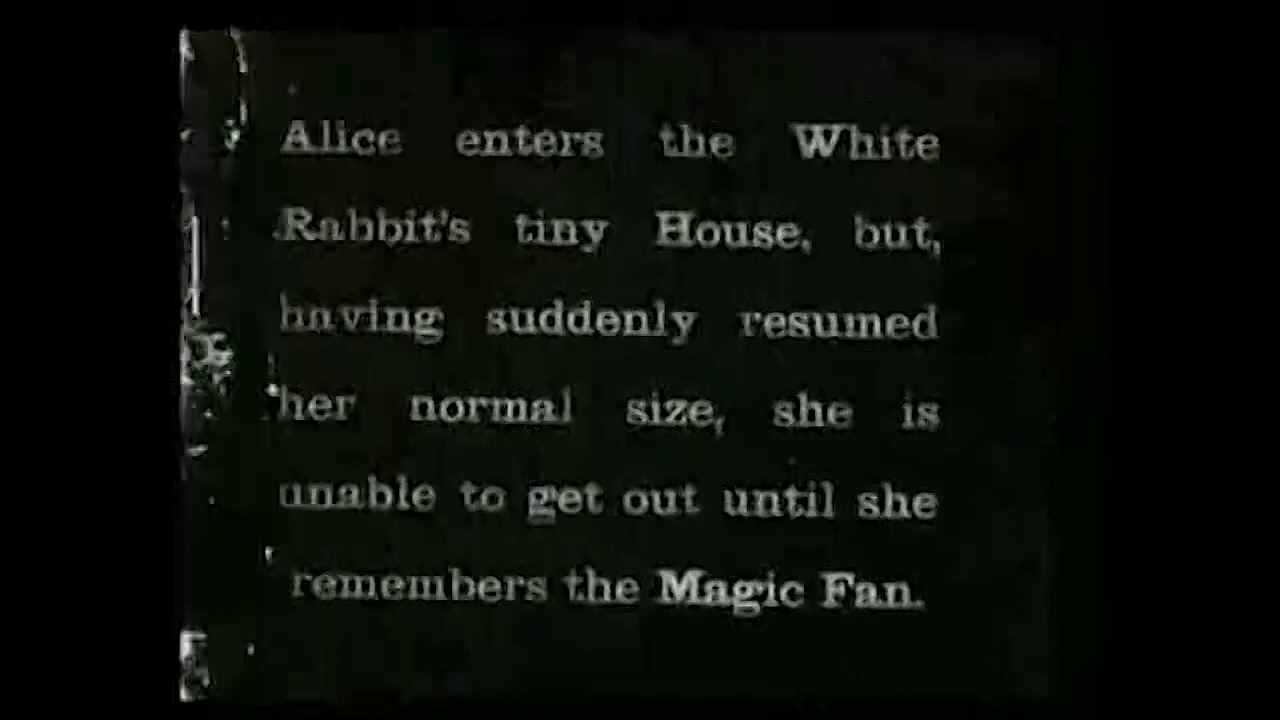 Alice enters the White
Rabbit's tiny House, but,
having suddenly resumed
her normal size, she is
unable to get out until she
remembers the Magic Fan.